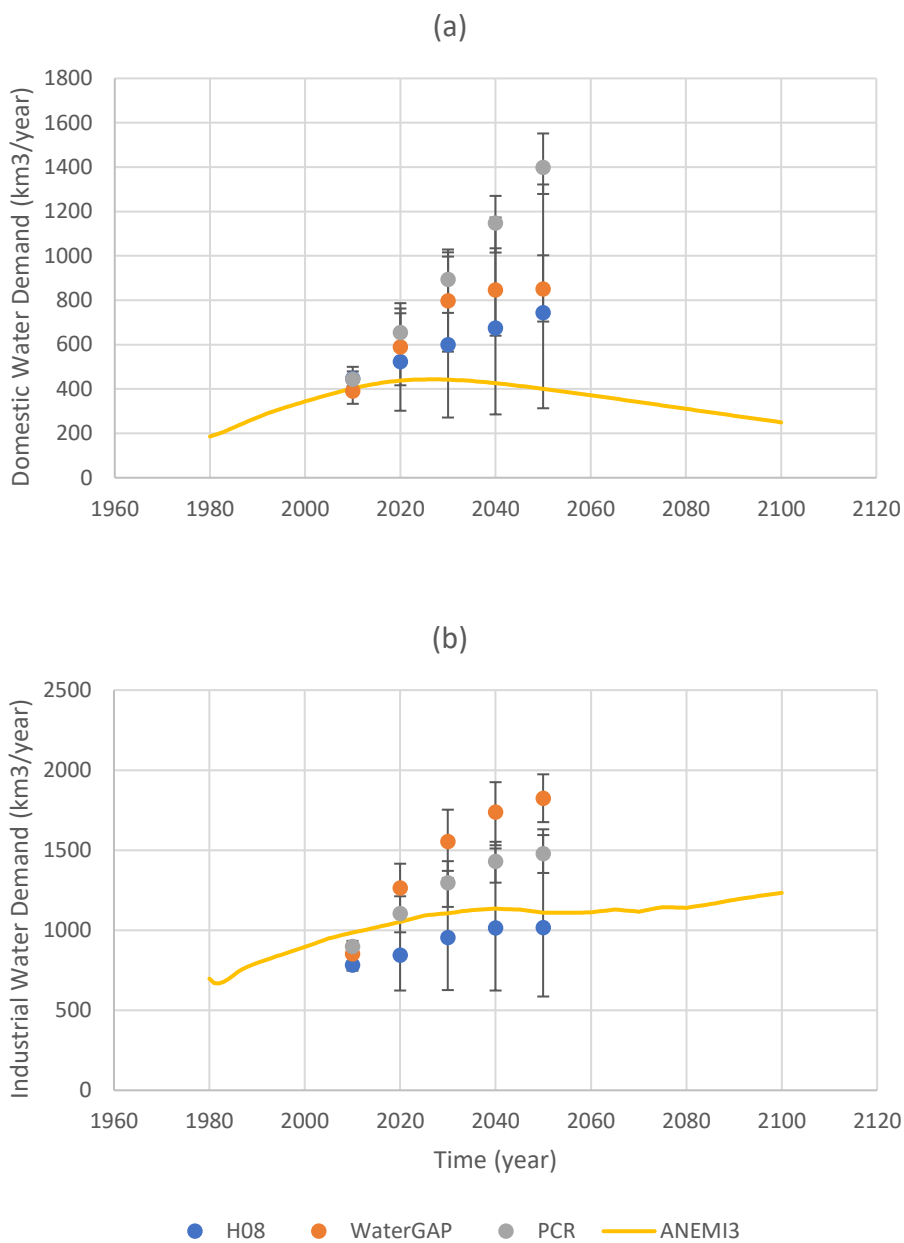 (a)
Domestic Water Demand (km3/year)
1800
1600
1400
1200
1000
800
600
400
200
0
1960 1980 2000 2020 2040 2060 2080 2100 2120
(b)
Industrial Water Demand (km3/year)
2500
2000
1500
1000
500
0
1960 1980 2000 2020 2040 2060 2080 2100 2120
Time (year)
H08 WaterGAP PCR ANEMI3